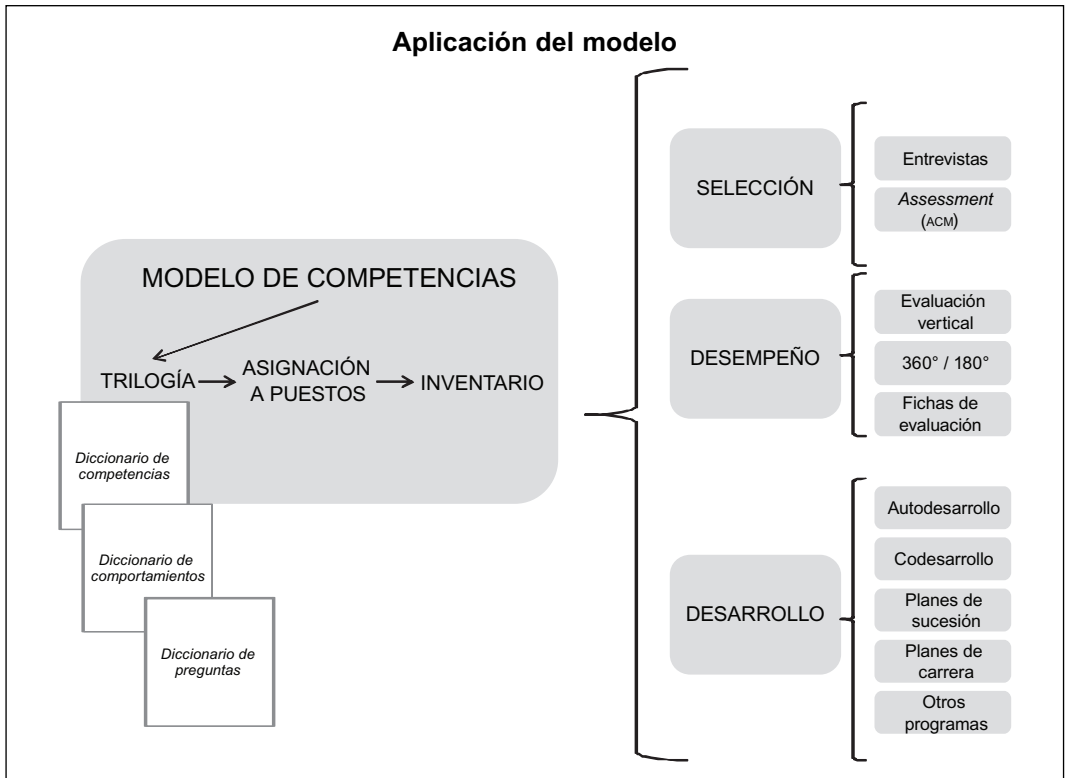 Aplicación del modelo
MODELO DE COMPETENCIAS
TRILOGÍA
ASIGNACIÓN
A PUESTOS
INVENTARIO
Diccionario de
competencias
Diccionario de
comportamientos
Diccionario de
preguntas
SELECCIÓN
Entrevistas
Assessment
(ACM)
DESEMPEÑO
Evaluación
vertical
360° / 180°
Fichas de
evaluación
DESARROLLO
Autodesarrollo
Codesarrollo
Planes de
sucesión
Planes de
carrera
Otros
programas